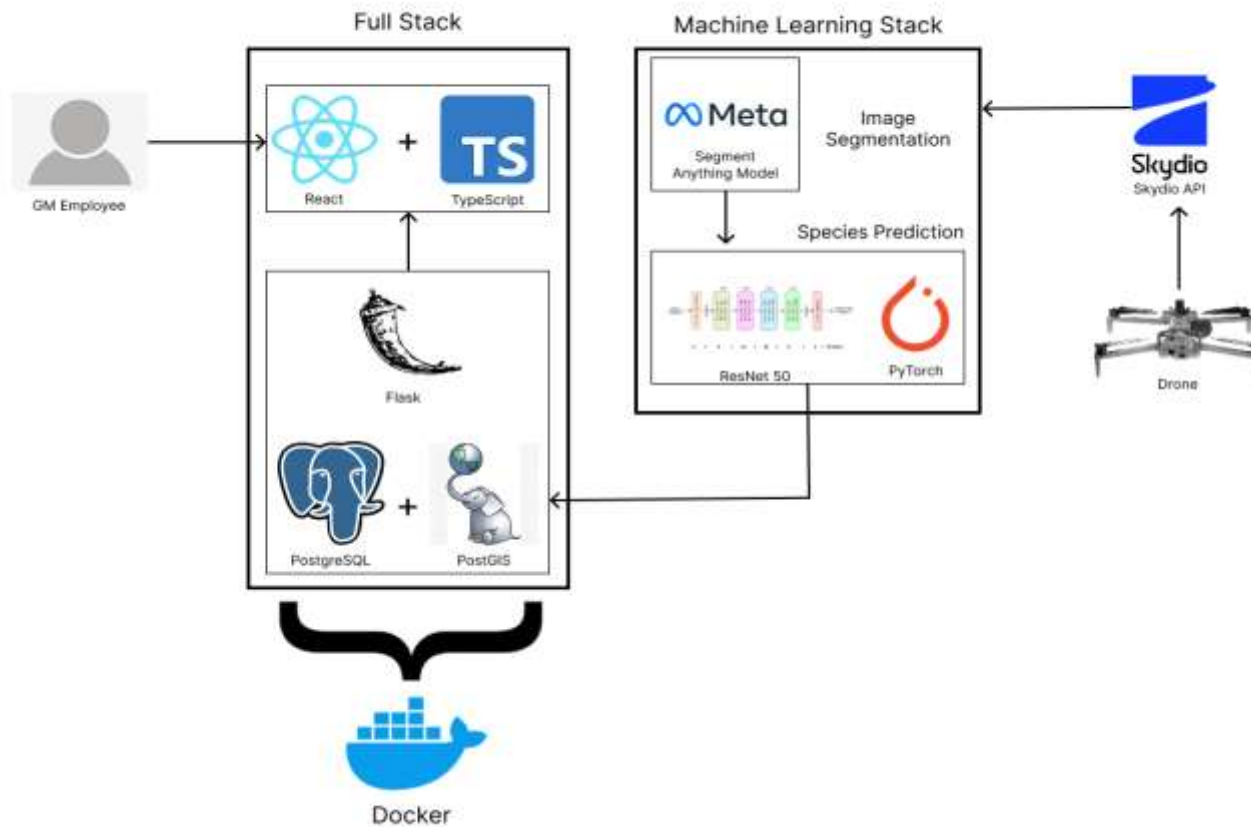 Full Stack
Machine Learning Stack
GM Employee
React
+
TS
TypeScript
Meta
Segment
Anything Model
Image
Segmentation
Skydio
Skydio API
Species Prediction
Flask
ResNet 50
PyTorch
Drone
PostgreSQL
+
PostGIS
Docker